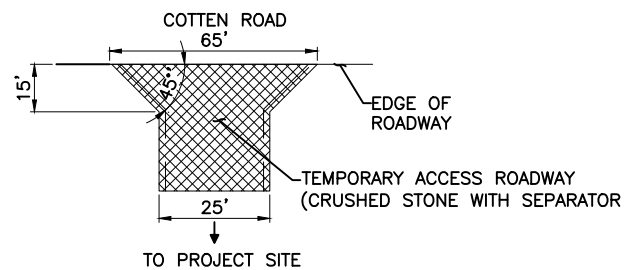 COTTEN ROAD
65'
15'
45°
EDGE OF
ROADWAY
TEMPORARY ACCESS ROADWAY
(CRUSHED STONE WITH SEPARATOR
25'
TO PROJECT SITE